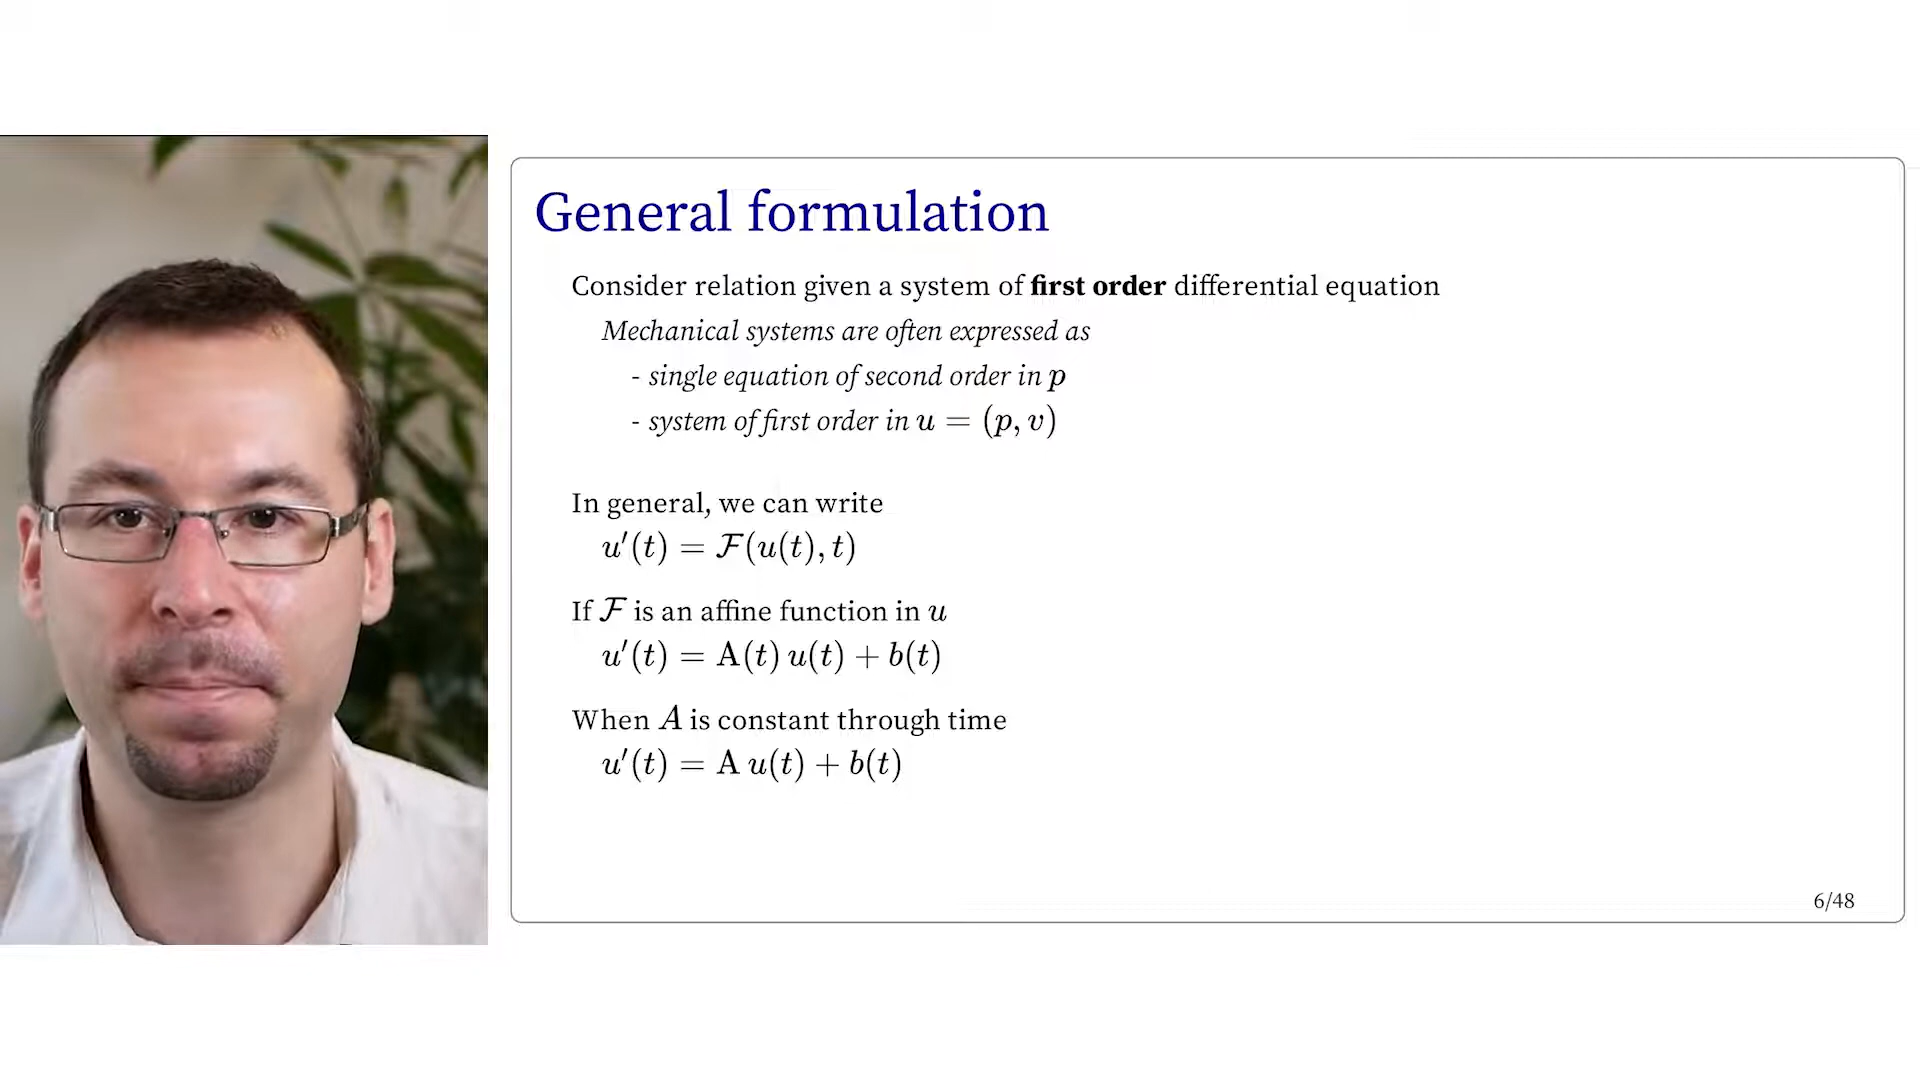 General formulation
Consider relation given a system of first order differential equation
Mechanical systems are often expressed as
- single equation of second order in p
- system of first order in u = (p, v)
In general, we can write
u′(t) = ℱ(u(t), t)
If ℱ is an affine function in u
u′(t) = A(t) u(t) + b(t)
When A is constant through time
u′(t) = A u(t) + b(t)
6/48